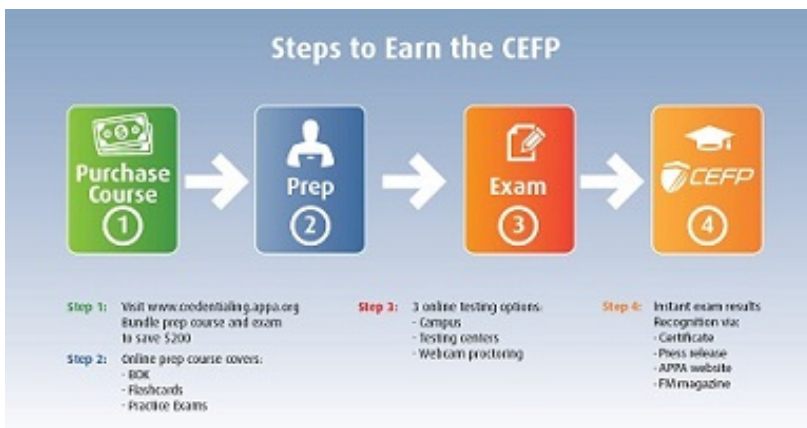 Steps to Earn the CEFP
Purchase
Course
1
Prep
2
Exam
3
CEFP
4
Step 1: Visit www.credentialing.appa.org
Bundle prep course and exam
to save $200
Step 2: Online prep course covers:
- BOK
- Flashcards
- Practice Exams
Step 3: 3 online testing options:
- Campus
- Testing centers
- Webcam proctoring
Step 4: Instant exam results
Recognition via:
- Certificate
- Press release
- APPA website
- FM magazine